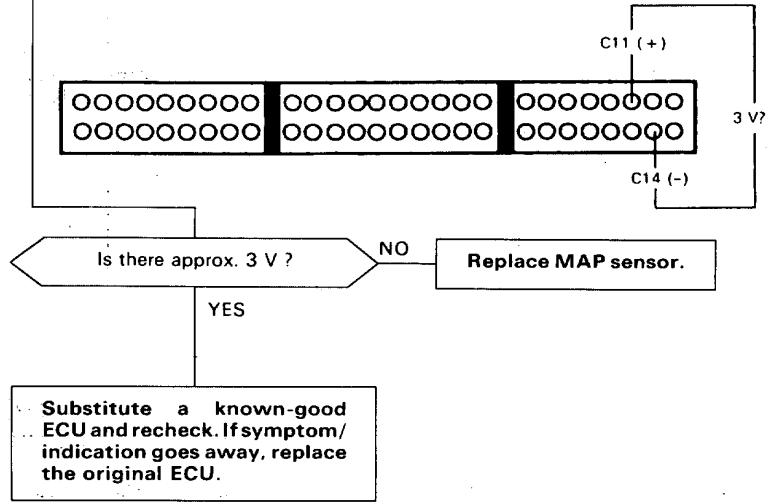 C11 (+)
3 V?
C14 (-)
Is there approx. 3 V ?
NO
Replace MAP sensor.
YES
Substitute a known-good
ECU and recheck. If symptom/
indication goes away, replace
the original ECU.